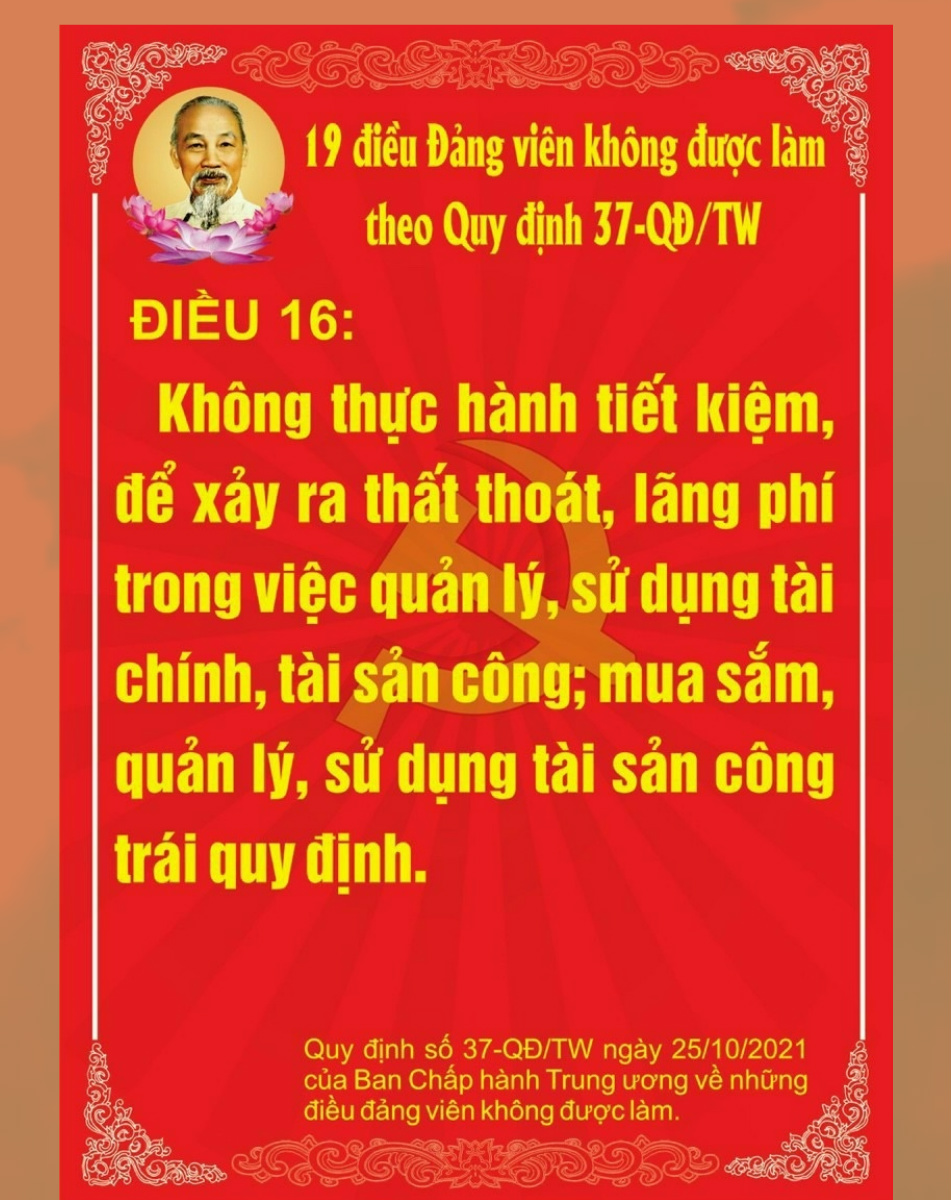 19 điều Đảng viên không được làm
theo Quy định 37-QĐ/TW
ĐIỀU 16:
Không thực hành tiết kiệm,
để xảy ra thất thoát, lãng phí
trong việc quản lý, sử dụng tài
chính, tài sản công; mua sắm,
quản lý, sử dụng tài sản công
trái quy định.
Quy định số 37-QĐ/TW ngày 25/10/2021
của Ban Chấp hành Trung ương về những
điều đảng viên không được làm.